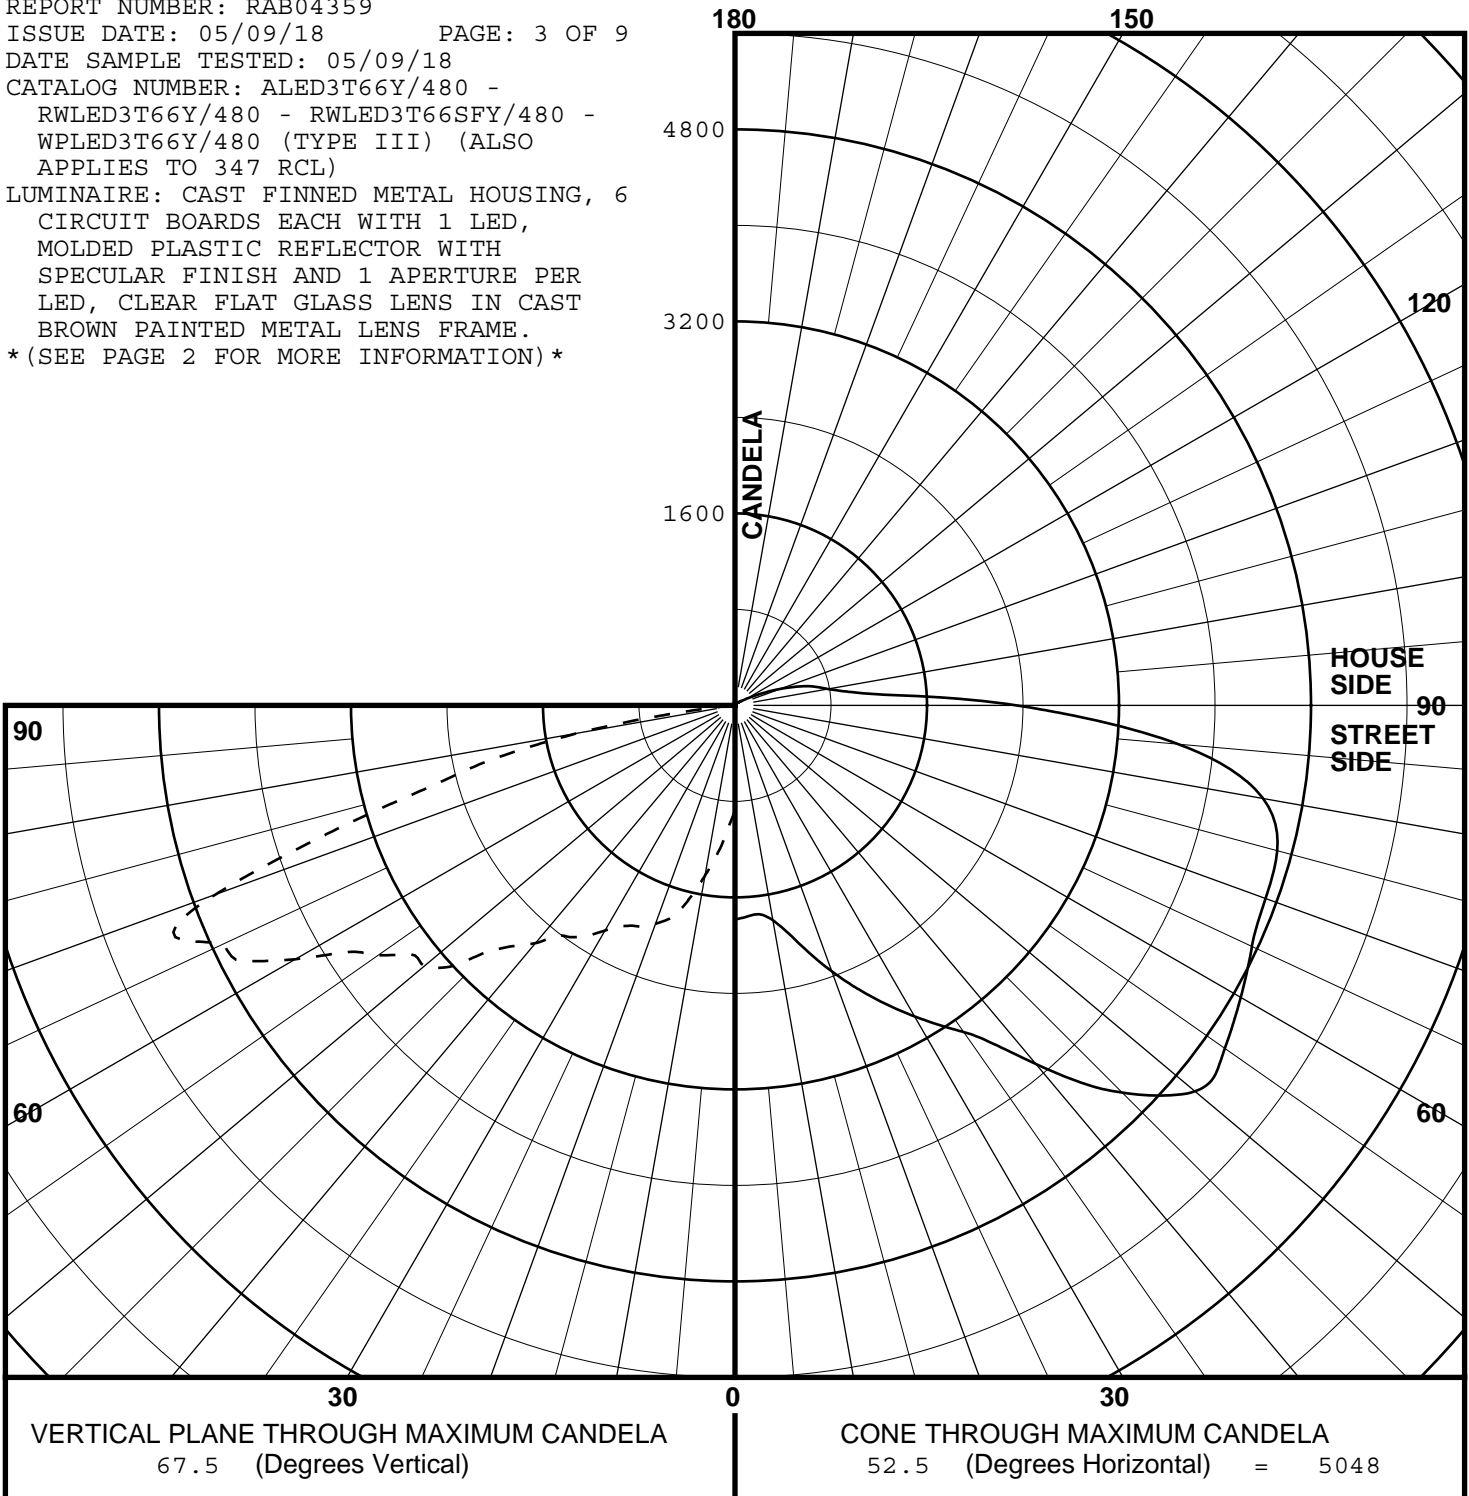 REPORT NUMBER: RAB04359
ISSUE DATE: 05/09/18 PAGE: 3 OF 9
DATE SAMPLE TESTED: 05/09/18
CATALOG NUMBER: ALED3T66Y/480 -
RWLED3T66Y/480 - RWLED3T66SFY/480 -
WPLED3T66Y/480 (TYPE III) (ALSO
APPLIES TO 347 RCL)
LUMINAIRE: CAST FINNED METAL HOUSING, 6
CIRCUIT BOARDS EACH WITH 1 LED,
MOLDED PLASTIC REFLECTOR WITH
SPECULAR FINISH AND 1 APERTURE PER
LED, CLEAR FLAT GLASS LENS IN CAST
BROWN PAINTED METAL LENS FRAME.
*(SEE PAGE 2 FOR MORE INFORMATION)*
180
150
4800
120
3200
CANDELA
1600
HOUSE
SIDE
90
90
STREET
SIDE
60
60
30
0
30
VERTICAL PLANE THROUGH MAXIMUM CANDELA
67.5 (Degrees Vertical)
CONE THROUGH MAXIMUM CANDELA
52.5 (Degrees Horizontal) = 5048